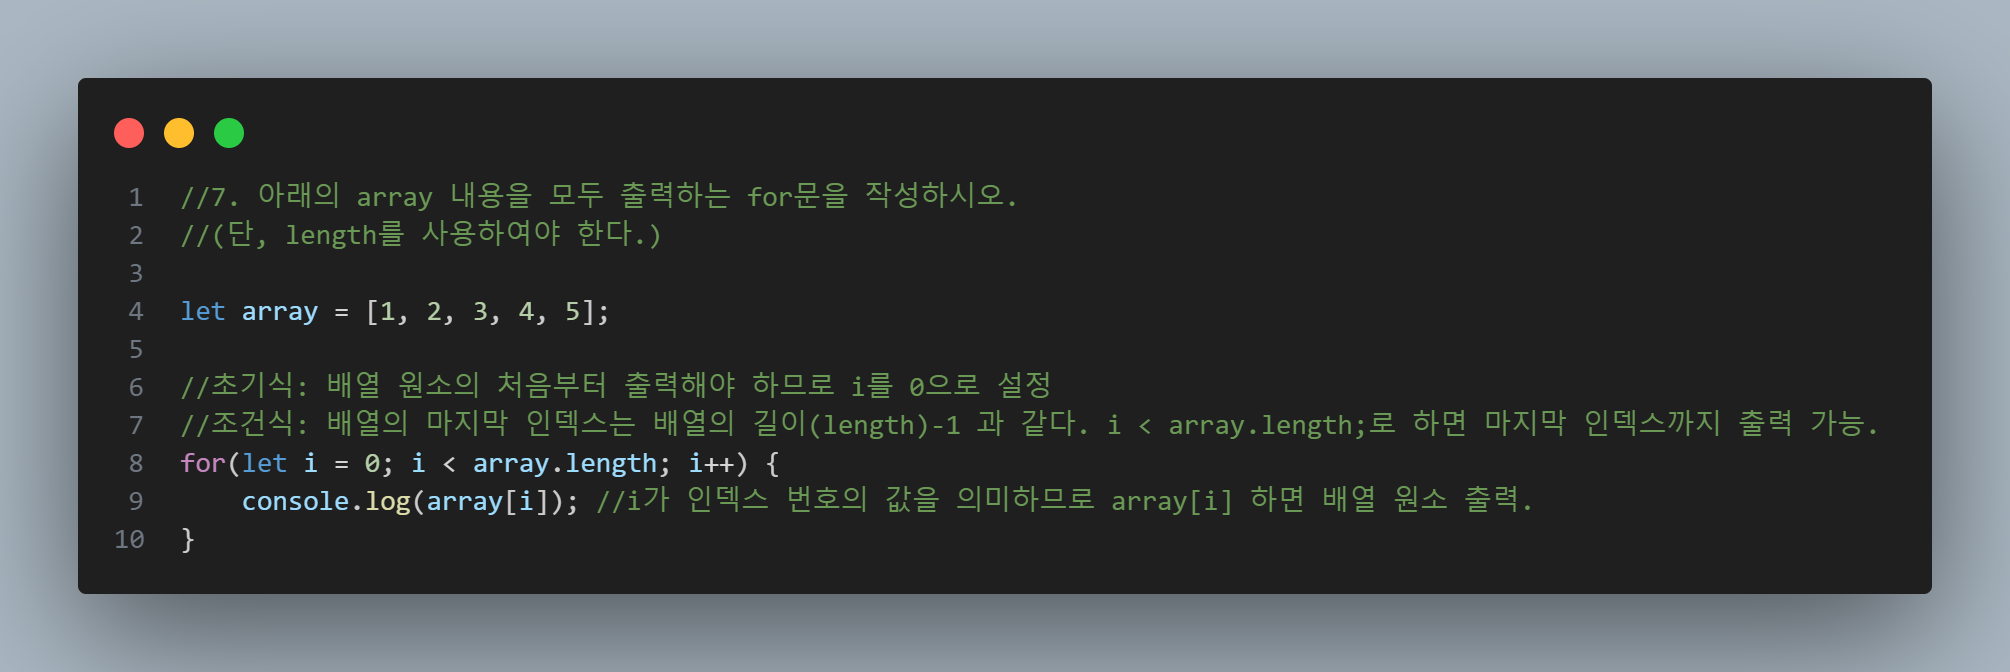 1 //7. 아래의 array 내용을 모두 출력하는 for문을 작성하시오.
2 //(단, length를 사용하여야 한다.)
3
4 let array = [1, 2, 3, 4, 5];
5
6 //초기식: 배열 원소의 처음부터 출력해야 하므로 i를 0으로 설정
7 //조건식: 배열의 마지막 인덱스는 배열의 길이(length)-1 과 같다. i < array.length;로 하면 마지막 인덱스까지 출력 가능.
8 for(let i = 0; i < array.length; i++) {
9     console.log(array[i]); //i가 인덱스 번호의 값을 의미하므로 array[i] 하면 배열 원소 출력.
10 }